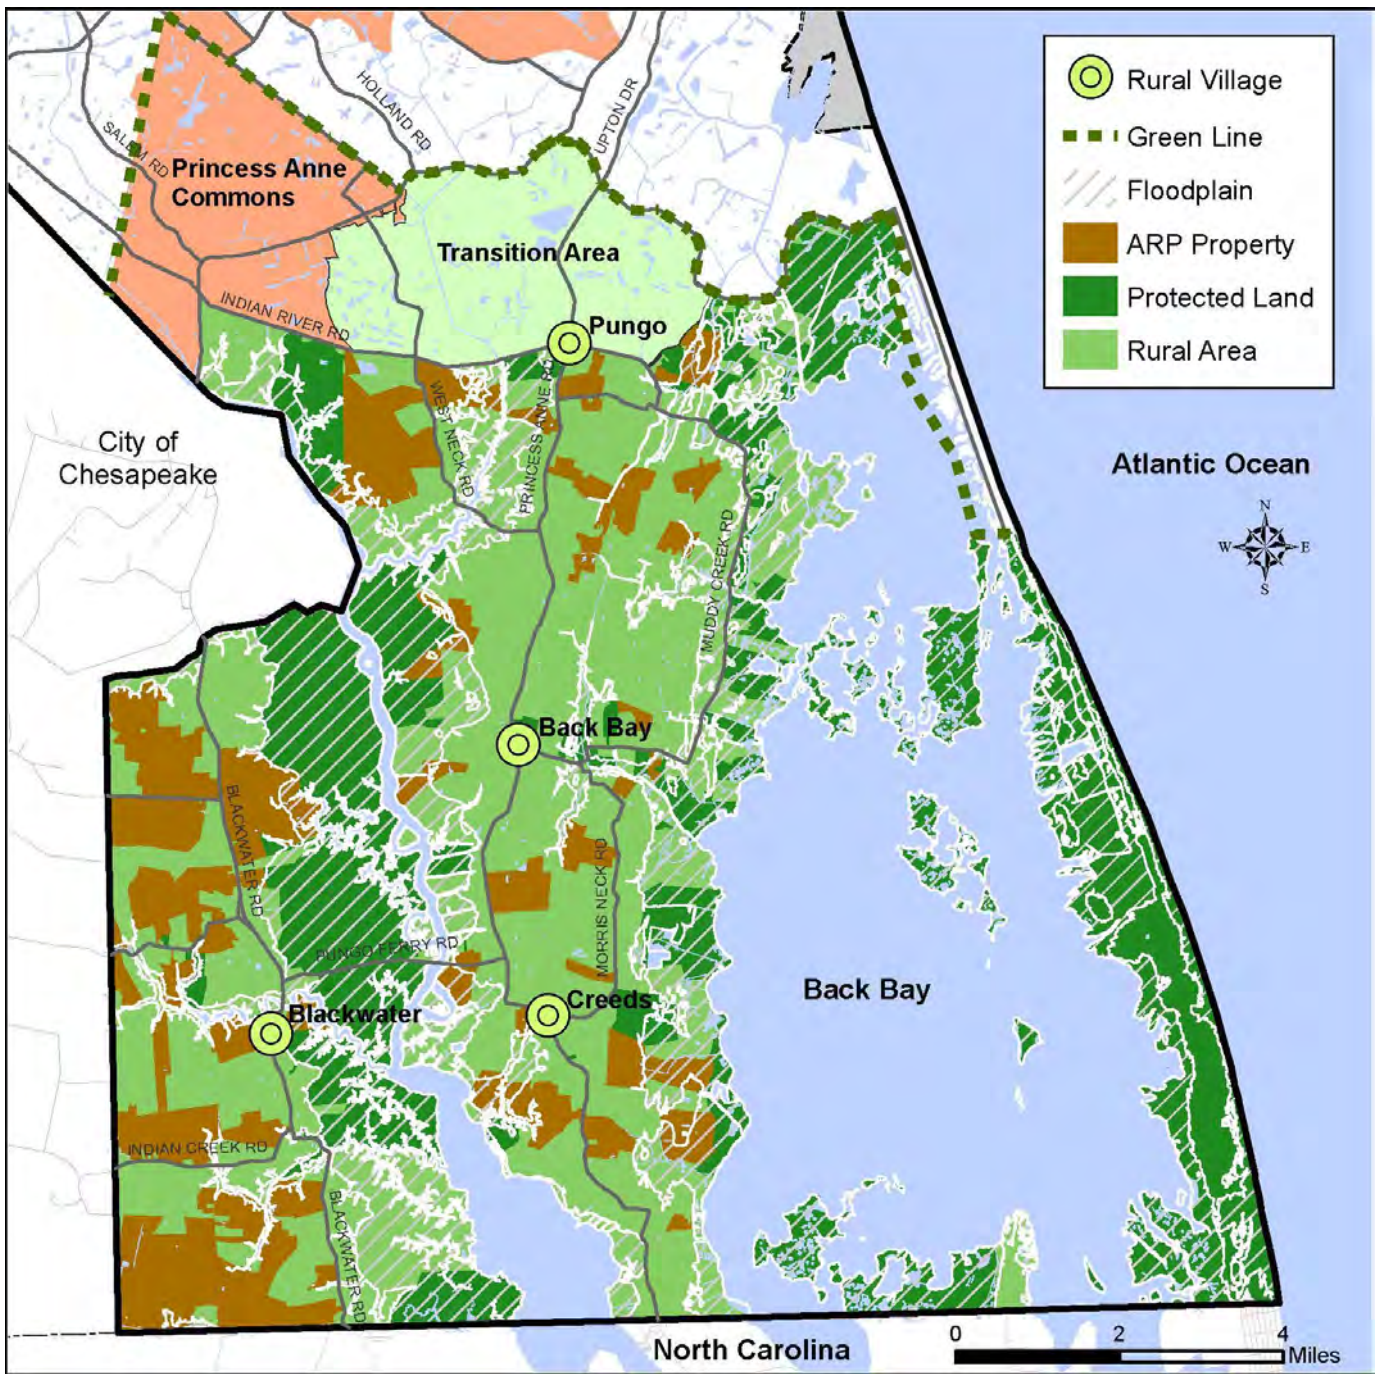 Rural Village
Green Line
Floodplain
ARP Property
Protected Land
Rural Area
HOLLAND RD
UPTON DR
SALEM RD
Princess Anne
Commons
Transition Area
INDIAN RIVER RD
Pungo
WEST NECK RD
PRINCESS ANNE RD
City of
Chesapeake
Atlantic Ocean
N
W
E
S
MUDDY CREEK RD
Back Bay
BLACKWATER RD
MORRIS NECK RD
PUNGO FERRY RD
Back Bay
Creeds
Blackwater
INDIAN CREEK RD
BLACKWATER RD
North Carolina
0
2
4
Miles